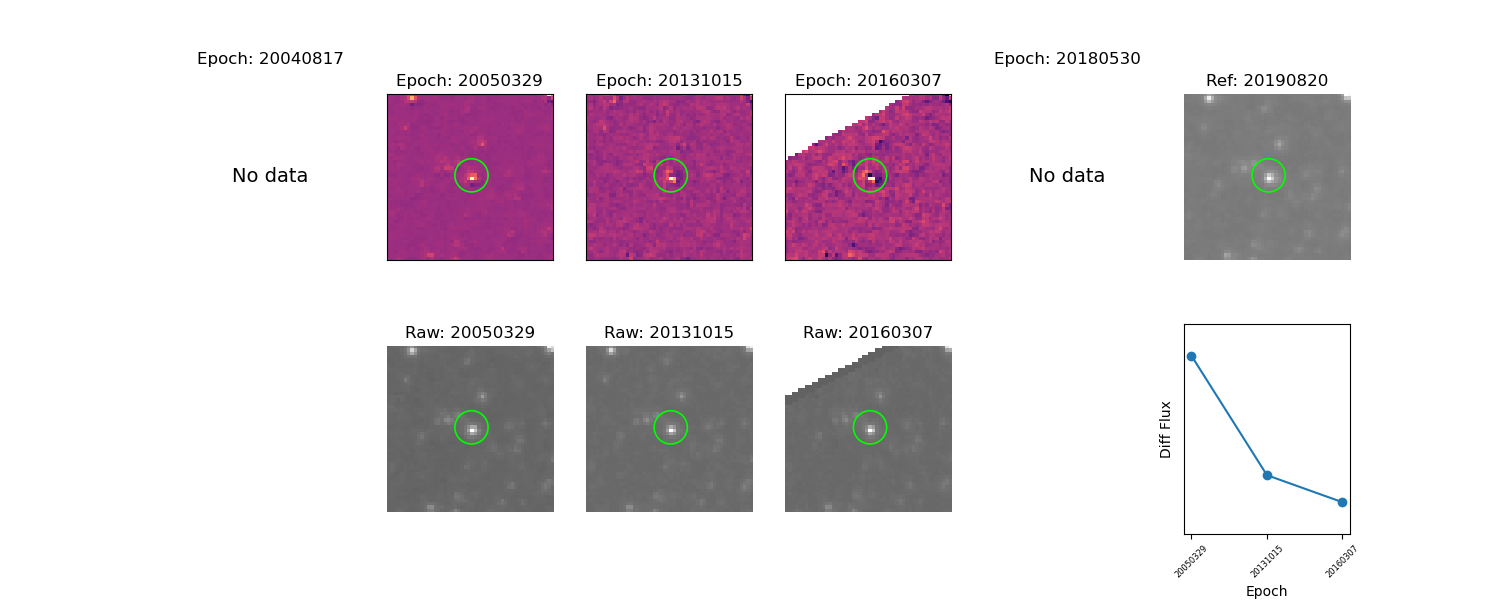 Epoch: 20040817
Epoch: 20180530
Epoch: 20050329
Epoch: 20131015
Epoch: 20160307
Ref: 20190820
No data
No data
Raw: 20050329
Raw: 20131015
Raw: 20160307
Diff Flux
20050329
20131015
20160307
Epoch